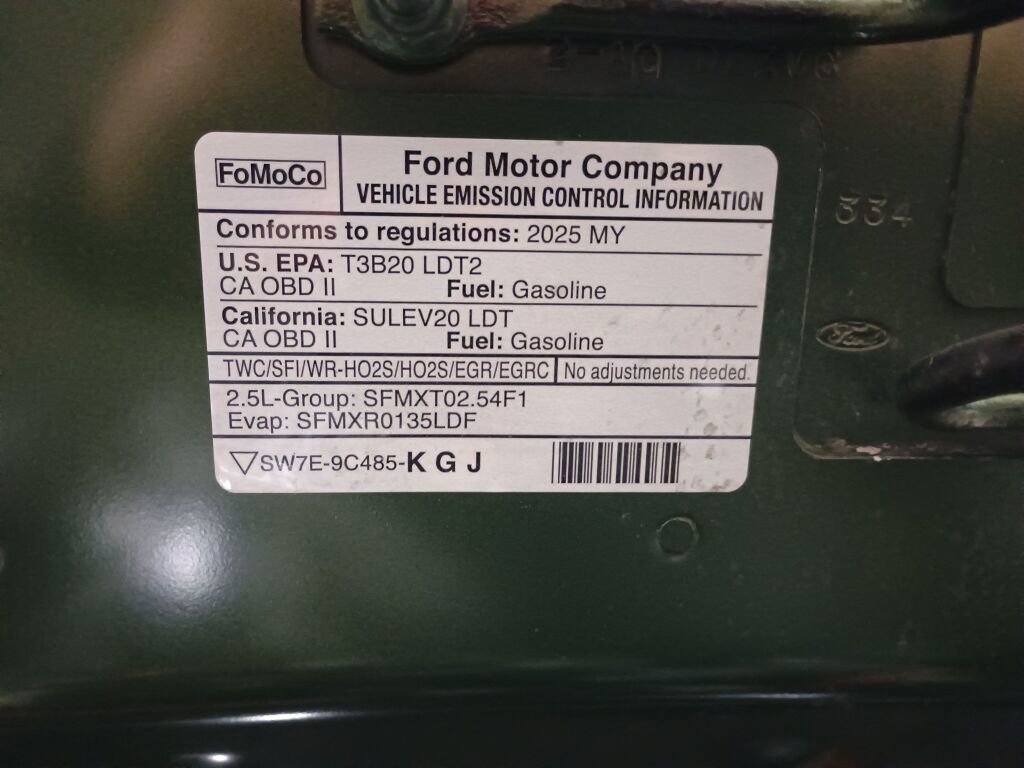 FoMoCo
Ford Motor Company
VEHICLE EMISSION CONTROL INFORMATION
Conforms to regulations: 2025 MY
U.S. EPA: T3B20 LDT2
CA OBD II Fuel: Gasoline
California: SULEV20 LDT
CA OBD II Fuel: Gasoline
TWC/SFI/WR-HO2S/HO2S/EGR/EGRC No adjustments needed.
2.5L-Group: SFMXT02.54F1
Evap: SFMXR0135LDF
SW7E-9C485-K G J
334
Ford